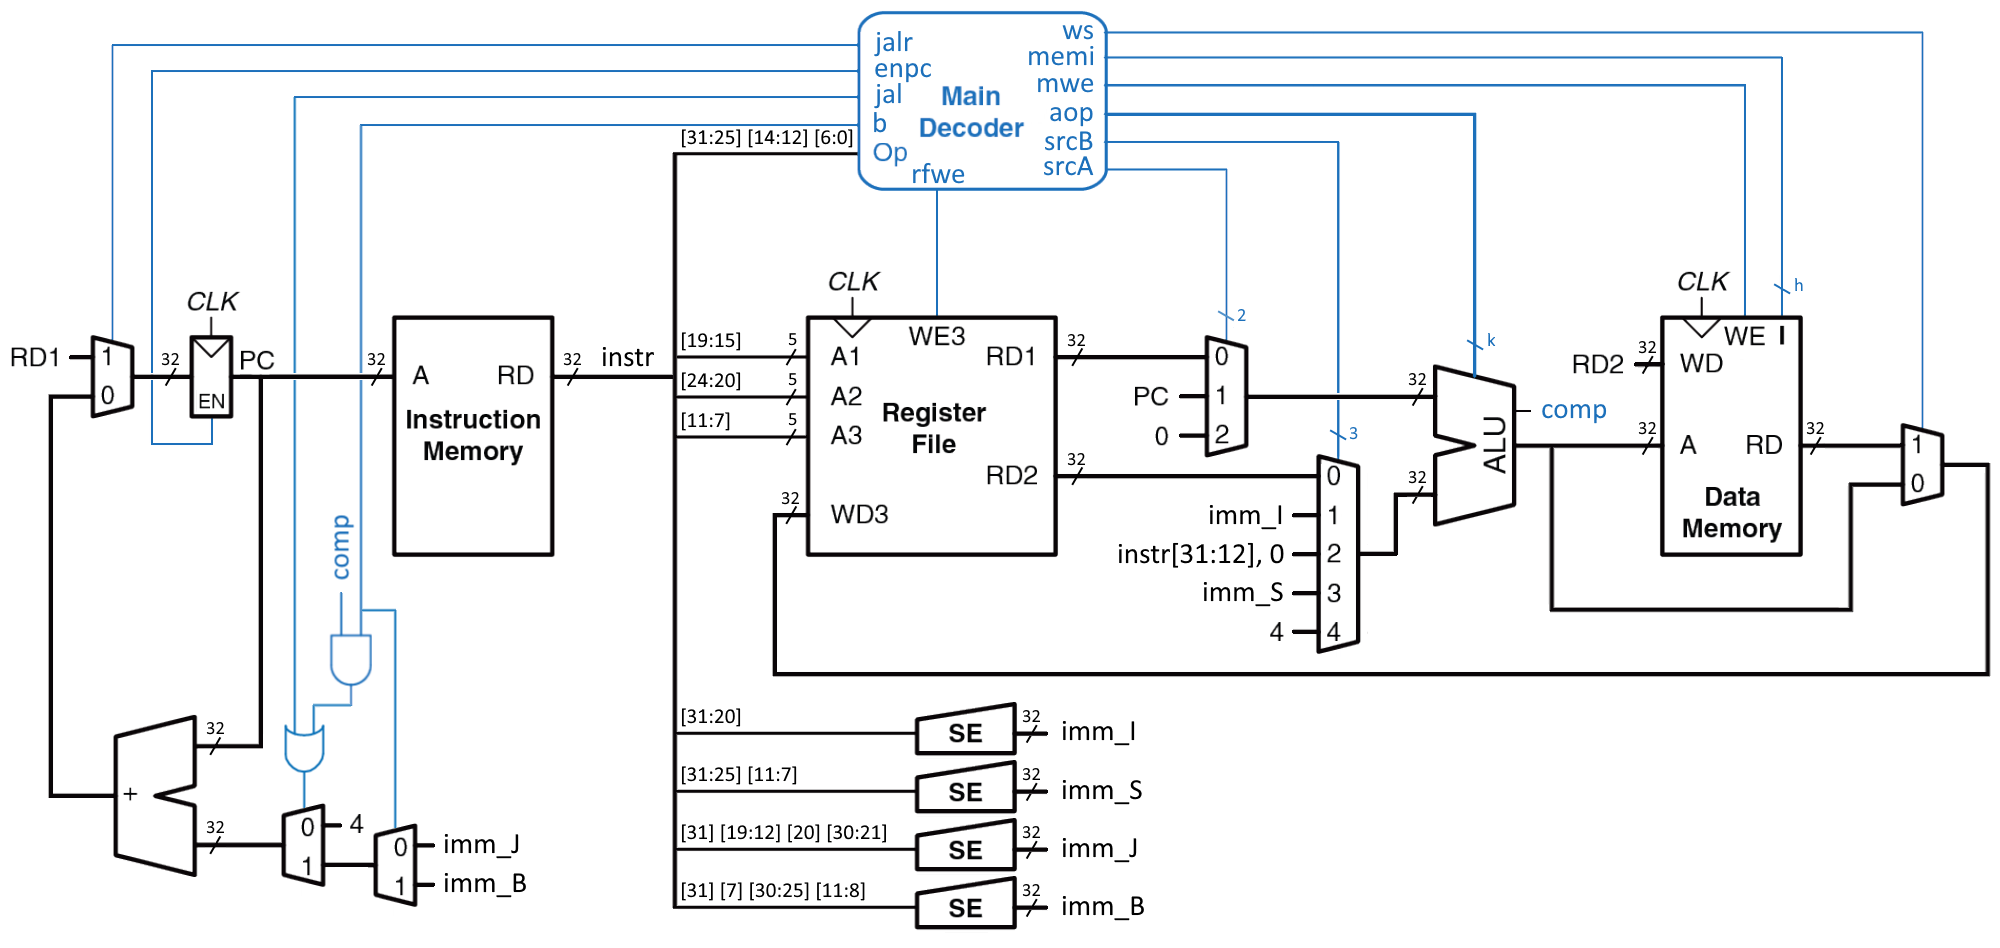 jalr
enpc
jal
b
Op
rfwe
Main
Decoder
ws
memi
mwe
aop
srcB
srcA
[31:25] [14:12] [6:0]
RD1
1
0
32
CLK
EN
PC
32
A
RD
Instruction
Memory
32
instr
[19:15]
5
[24:20]
5
[11:7]
5
CLK
WE3
A1
A2
A3
WD3
32
RD1
RD2
Register
File
32
32
2
0
PC
1
0
2
3
0
imm_I
1
instr[31:12], 0
2
imm_S
3
4
4
32
32
k
ALU
comp
32
CLK
WE I
h
RD2
32
WD
A
RD
Data
Memory
32
1
0
comp
+
32
32
0
4
1
0
imm_J
1
imm_B
[31:20]
SE
32
imm_I
[31:25] [11:7]
SE
32
imm_S
[31] [19:12] [20] [30:21]
SE
32
imm_J
[31] [7] [30:25] [11:8]
SE
32
imm_B